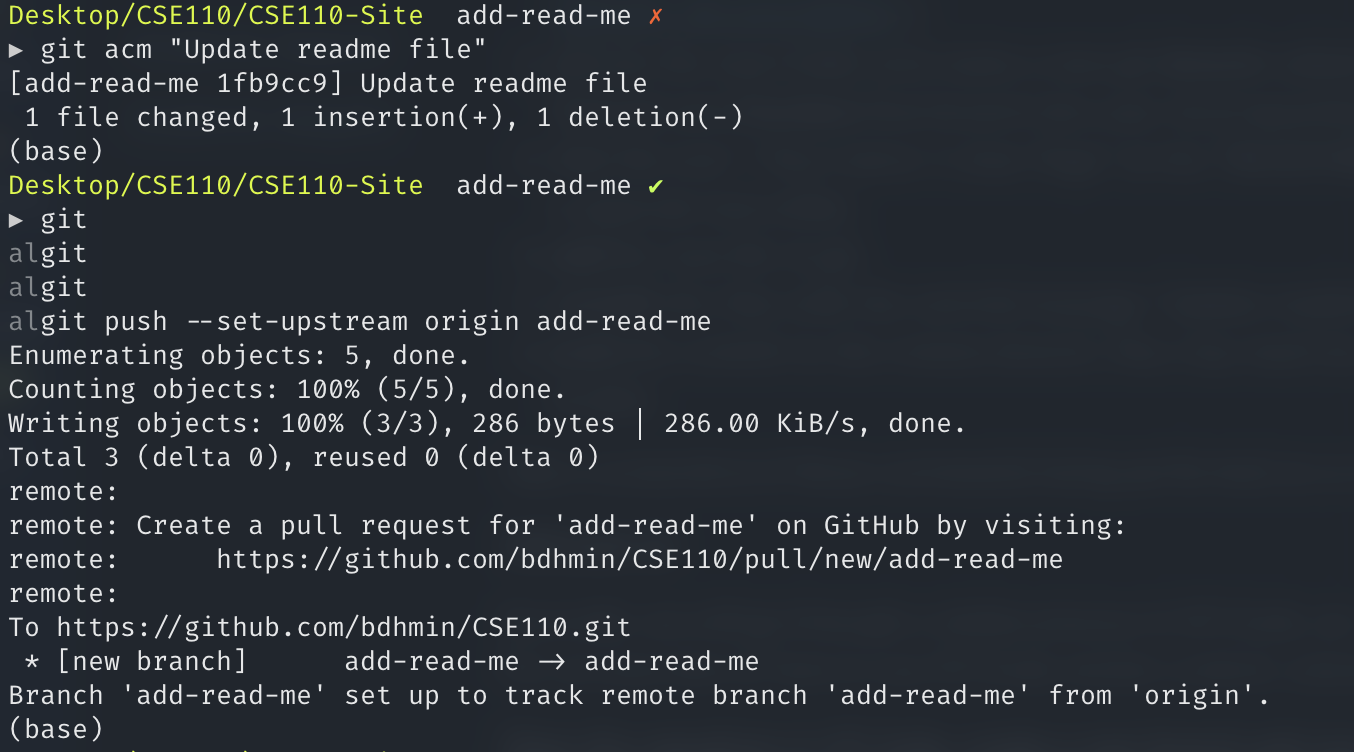 Desktop/CSE110/CSE110-Site  add-read-me ✗
▶ git acm "Update readme file"
[add-read-me 1fb9cc9] Update readme file
 1 file changed, 1 insertion(+), 1 deletion(-)
(base)
Desktop/CSE110/CSE110-Site  add-read-me ✔
▶ git
algit
algit
algit push --set-upstream origin add-read-me
Enumerating objects: 5, done.
Counting objects: 100% (5/5), done.
Writing objects: 100% (3/3), 286 bytes | 286.00 KiB/s, done.
Total 3 (delta 0), reused 0 (delta 0)
remote:
remote: Create a pull request for 'add-read-me' on GitHub by visiting:
remote:      https://github.com/bdhmin/CSE110/pull/new/add-read-me
remote:
To https://github.com/bdhmin/CSE110.git
 * [new branch]      add-read-me -> add-read-me
Branch 'add-read-me' set up to track remote branch 'add-read-me' from 'origin'.
(base)